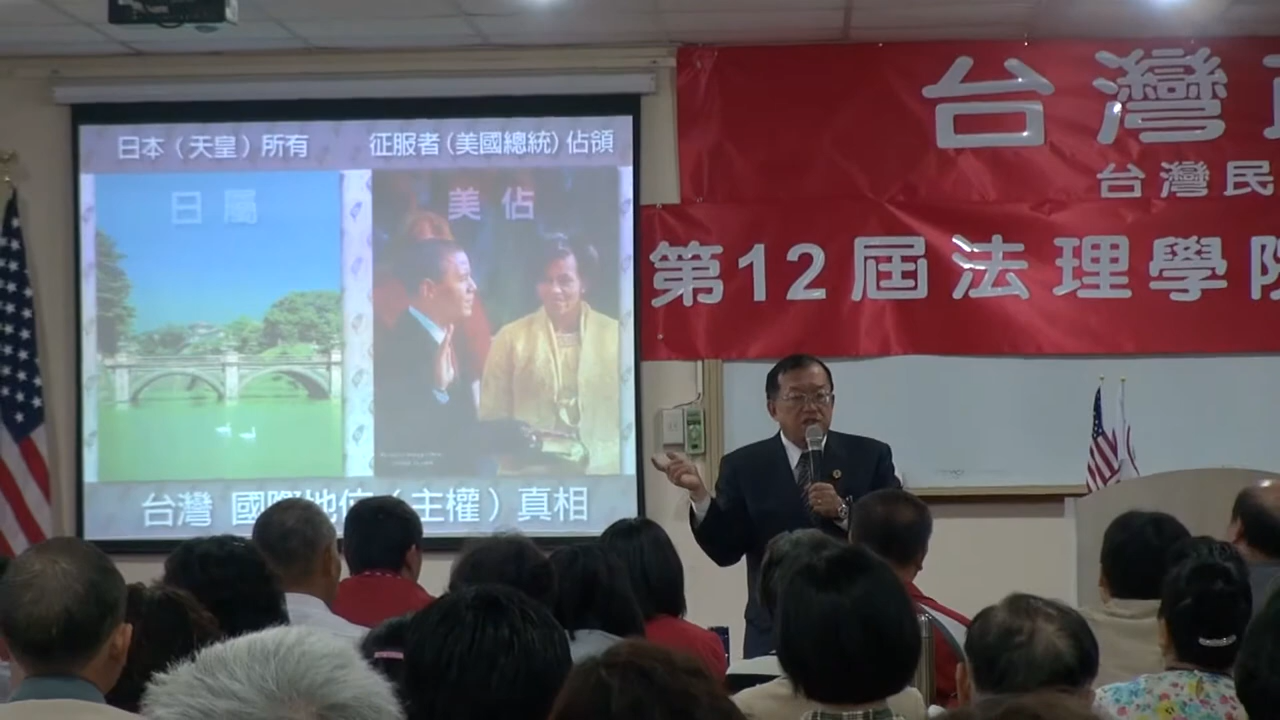 日本（天皇）所有
征服者（美國總統）佔領
日屬
美佔
台灣 國際地位（主權）真相
台灣
台灣民
第12屆法理學院